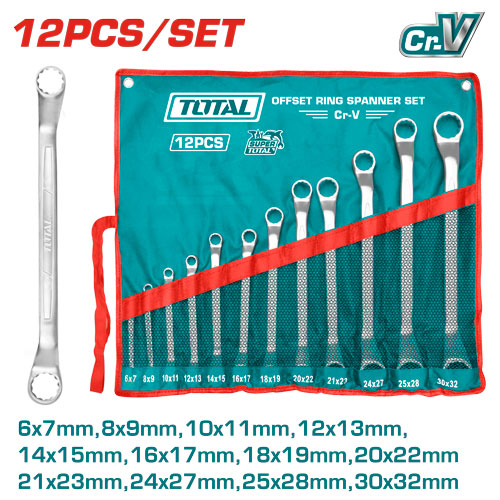 12PCS/SET
Cr-V
TOTAL
OFFSET RING SPANNER SET
Cr-V
12PCS
SUPER TOTAL
TOTAL
6x7 8x9 10x11 12x13 14x15 16x17 18x19 20x22 21x23 24x27 25x28 30x32
6x7mm,8x9mm,10x11mm,12x13mm,
14x15mm,16x17mm,18x19mm,20x22mm
21x23mm,24x27mm,25x28mm,30x32mm